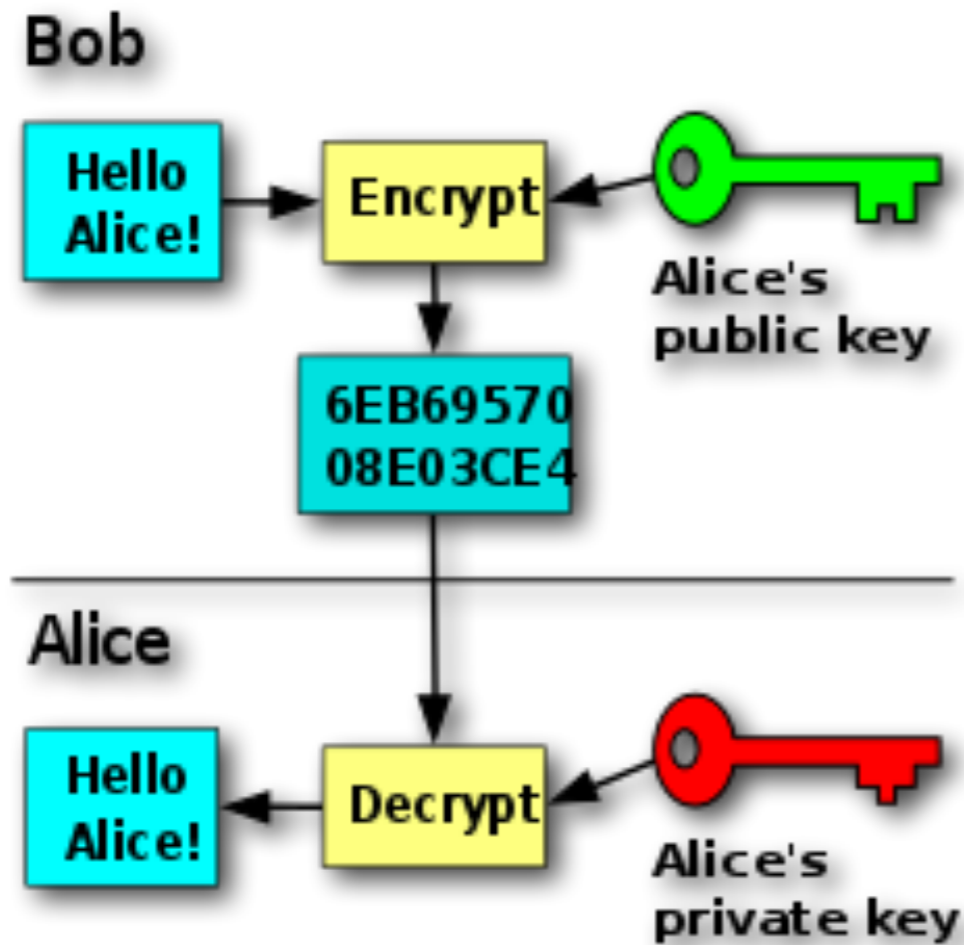 Bob
Hello
Alice!
Encrypt
Alice's
public key
6EB69570
08E03CE4
Alice
Hello
Alice!
Decrypt
Alice's
private key